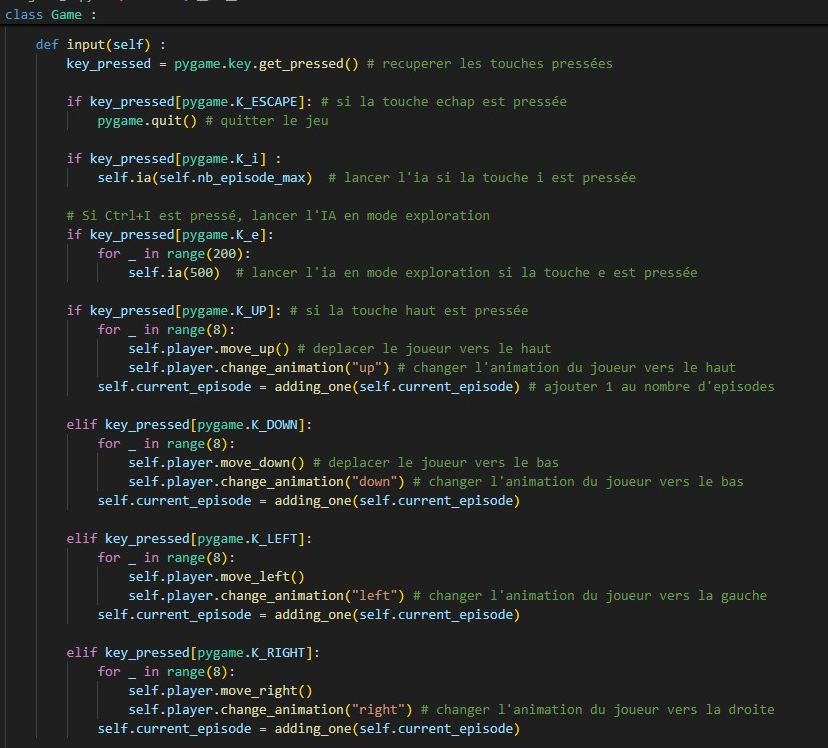 class Game :
def input(self) :
key_pressed = pygame.key.get_pressed() # recuperer les touches pressées
if key_pressed[pygame.K_ESCAPE]: # si la touche echap est pressée
pygame.quit() # quitter le jeu
if key_pressed[pygame.K_i] :
self.ia(self.nb_episode_max)  # lancer l'ia si la touche i est pressée
# Si Ctrl+I est pressé, lancer l'IA en mode exploration
if key_pressed[pygame.K_e]:
for _ in range(200):
self.ia(500)  # lancer l'ia en mode exploration si la touche e est pressée
if key_pressed[pygame.K_UP]: # si la touche haut est pressée
for _ in range(8):
self.player.move_up() # deplacer le joueur vers le haut
self.player.change_animation("up") # changer l'animation du joueur vers le haut
self.current_episode = adding_one(self.current_episode) # ajouter 1 au nombre d'episodes
elif key_pressed[pygame.K_DOWN]:
for _ in range(8):
self.player.move_down() # deplacer le joueur vers le bas
self.player.change_animation("down") # changer l'animation du joueur vers le bas
self.current_episode = adding_one(self.current_episode)
elif key_pressed[pygame.K_LEFT]:
for _ in range(8):
self.player.move_left()
self.player.change_animation("left") # changer l'animation du joueur vers la gauche
self.current_episode = adding_one(self.current_episode)
elif key_pressed[pygame.K_RIGHT]:
for _ in range(8):
self.player.move_right()
self.player.change_animation("right") # changer l'animation du joueur vers la droite
self.current_episode = adding_one(self.current_episode)